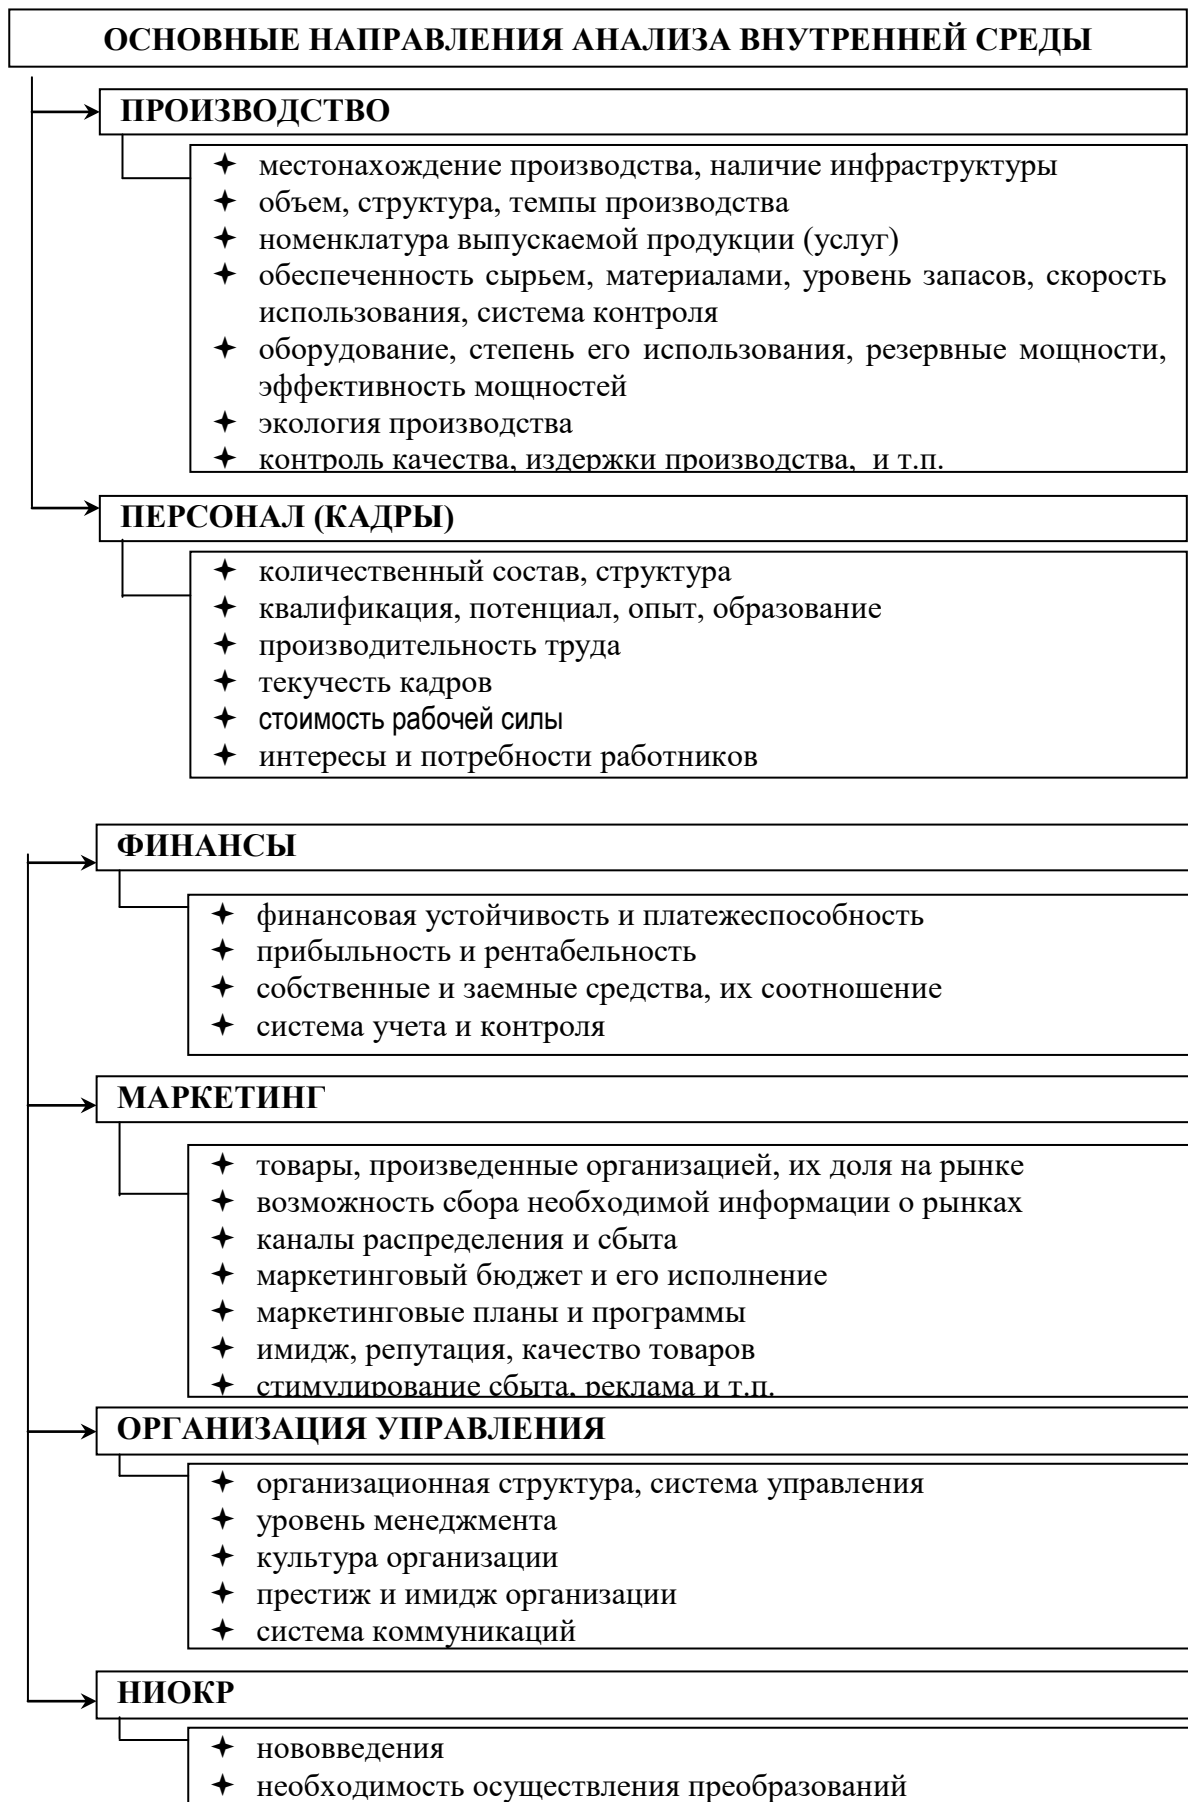 ОСНОВНЫЕ НАПРАВЛЕНИЯ АНАЛИЗА ВНУТРЕННЕЙ СРЕДЫ
ПРОИЗВОДСТВО
местонахождение производства, наличие инфраструктуры
объем, структура, темпы производства
номенклатура выпускаемой продукции (услуг)
обеспеченность сырьем, материалами, уровень запасов, скорость
использования, система контроля
оборудование, степень его использования, резервные мощности,
эффективность мощностей
экология производства
контроль качества, издержки производства, и т.п.
ПЕРСОНАЛ (КАДРЫ)
количественный состав, структура
квалификация, потенциал, опыт, образование
производительность труда
текучесть кадров
стоимость рабочей силы
интересы и потребности работников
ФИНАНСЫ
финансовая устойчивость и платежеспособность
прибыльность и рентабельность
собственные и заемные средства, их соотношение
система учета и контроля
МАРКЕТИНГ
товары, произведенные организацией, их доля на рынке
возможность сбора необходимой информации о рынках
каналы распределения и сбыта
маркетинговый бюджет и его исполнение
маркетинговые планы и программы
имидж, репутация, качество товаров
стимулирование сбыта, реклама и т.п.
ОРГАНИЗАЦИЯ УПРАВЛЕНИЯ
организационная структура, система управления
уровень менеджмента
культура организации
престиж и имидж организации
система коммуникаций
НИОКР
нововведения
необходимость осуществления преобразований